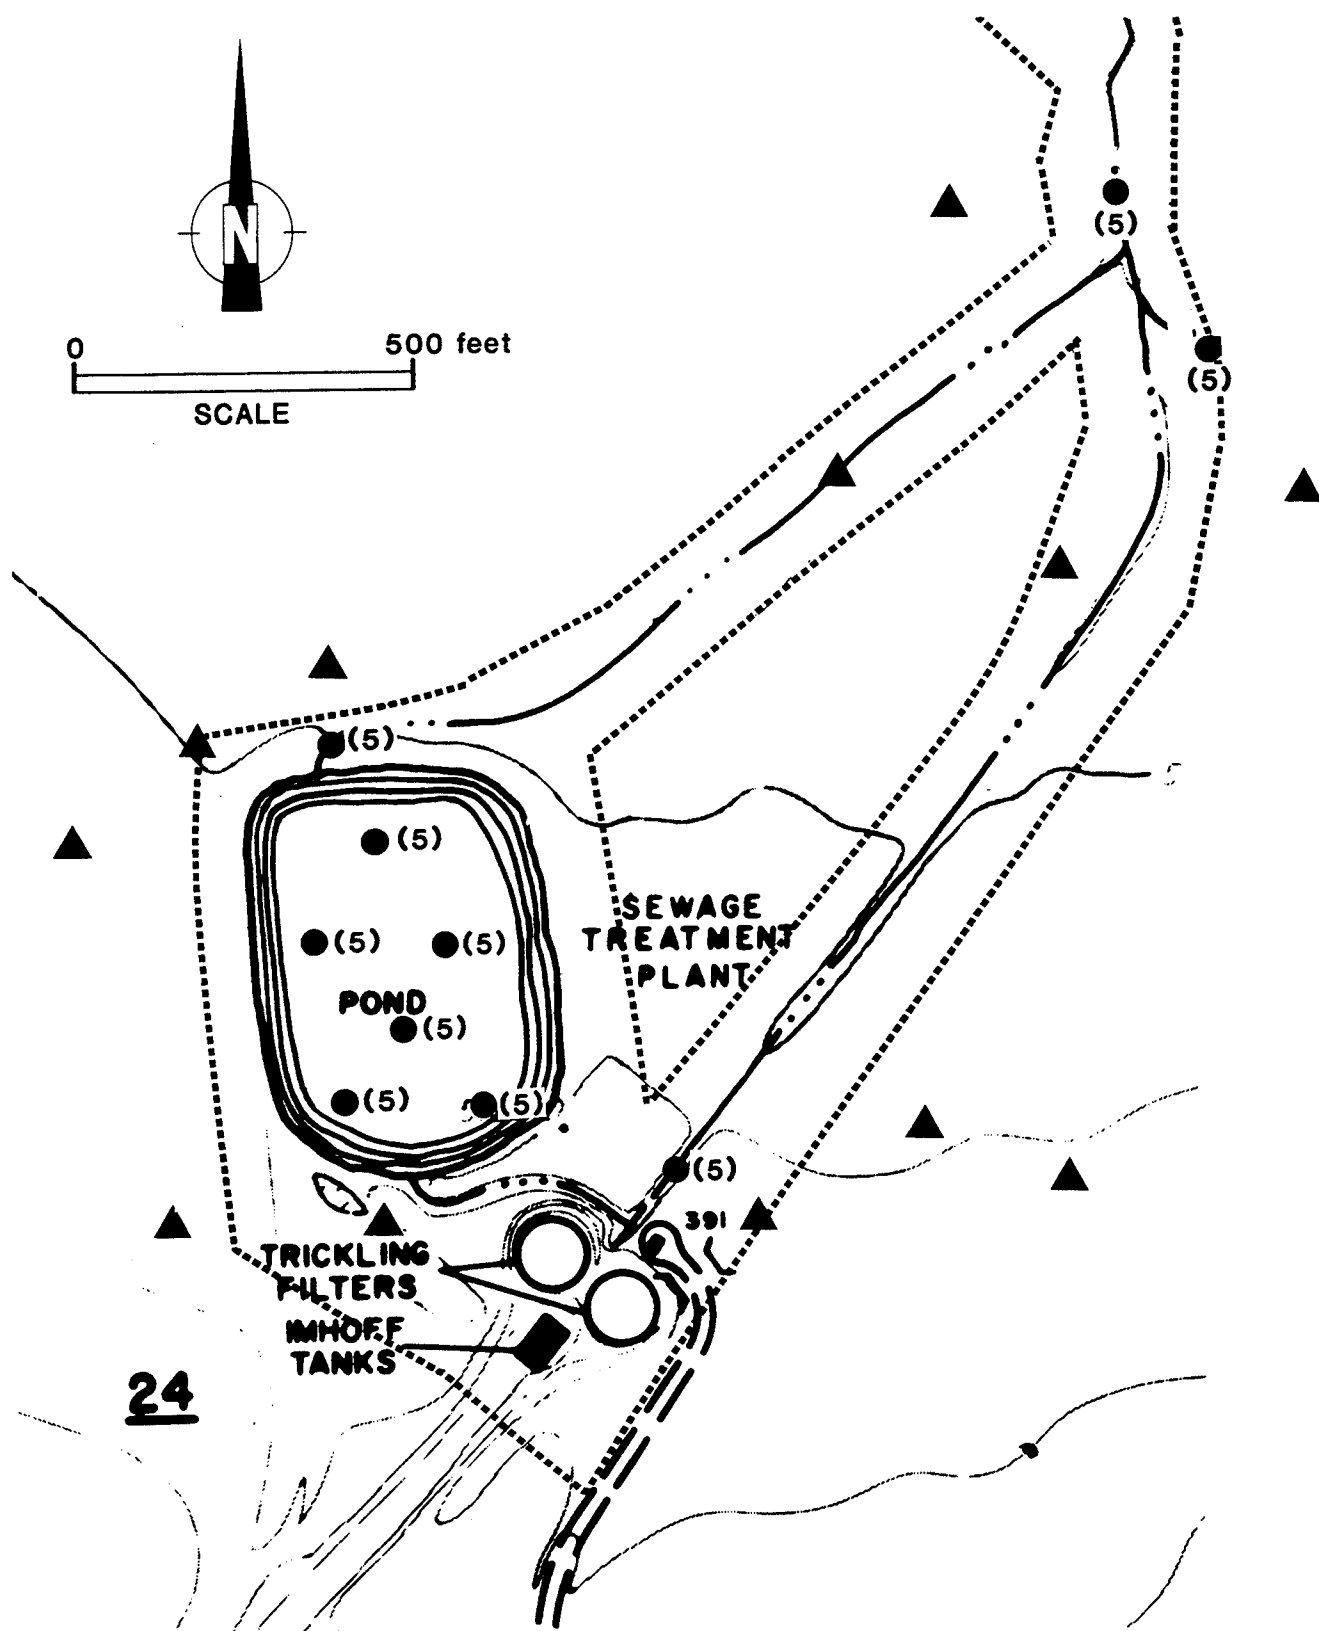 N
0 500 feet
SCALE
(5)
(5)
(5)
(5)
(5) (5)
SEWAGE
TREATMENT
PLANT
POND
(5)
(5) (5)
(5)
391
TRICKLING
FILTERS
IMHOFF
TANKS
24